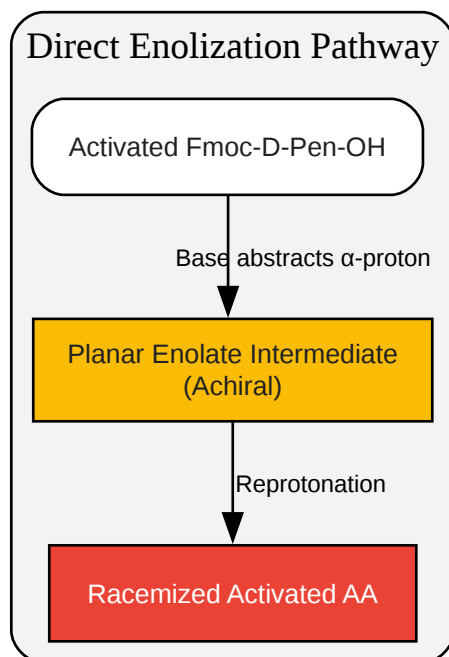 Direct Enolization Pathway
Activated Fmoc-D-Pen-OH
Base abstracts α-proton
Planar Enolate Intermediate
(Achiral)
Reprotonation
Racemized Activated AA